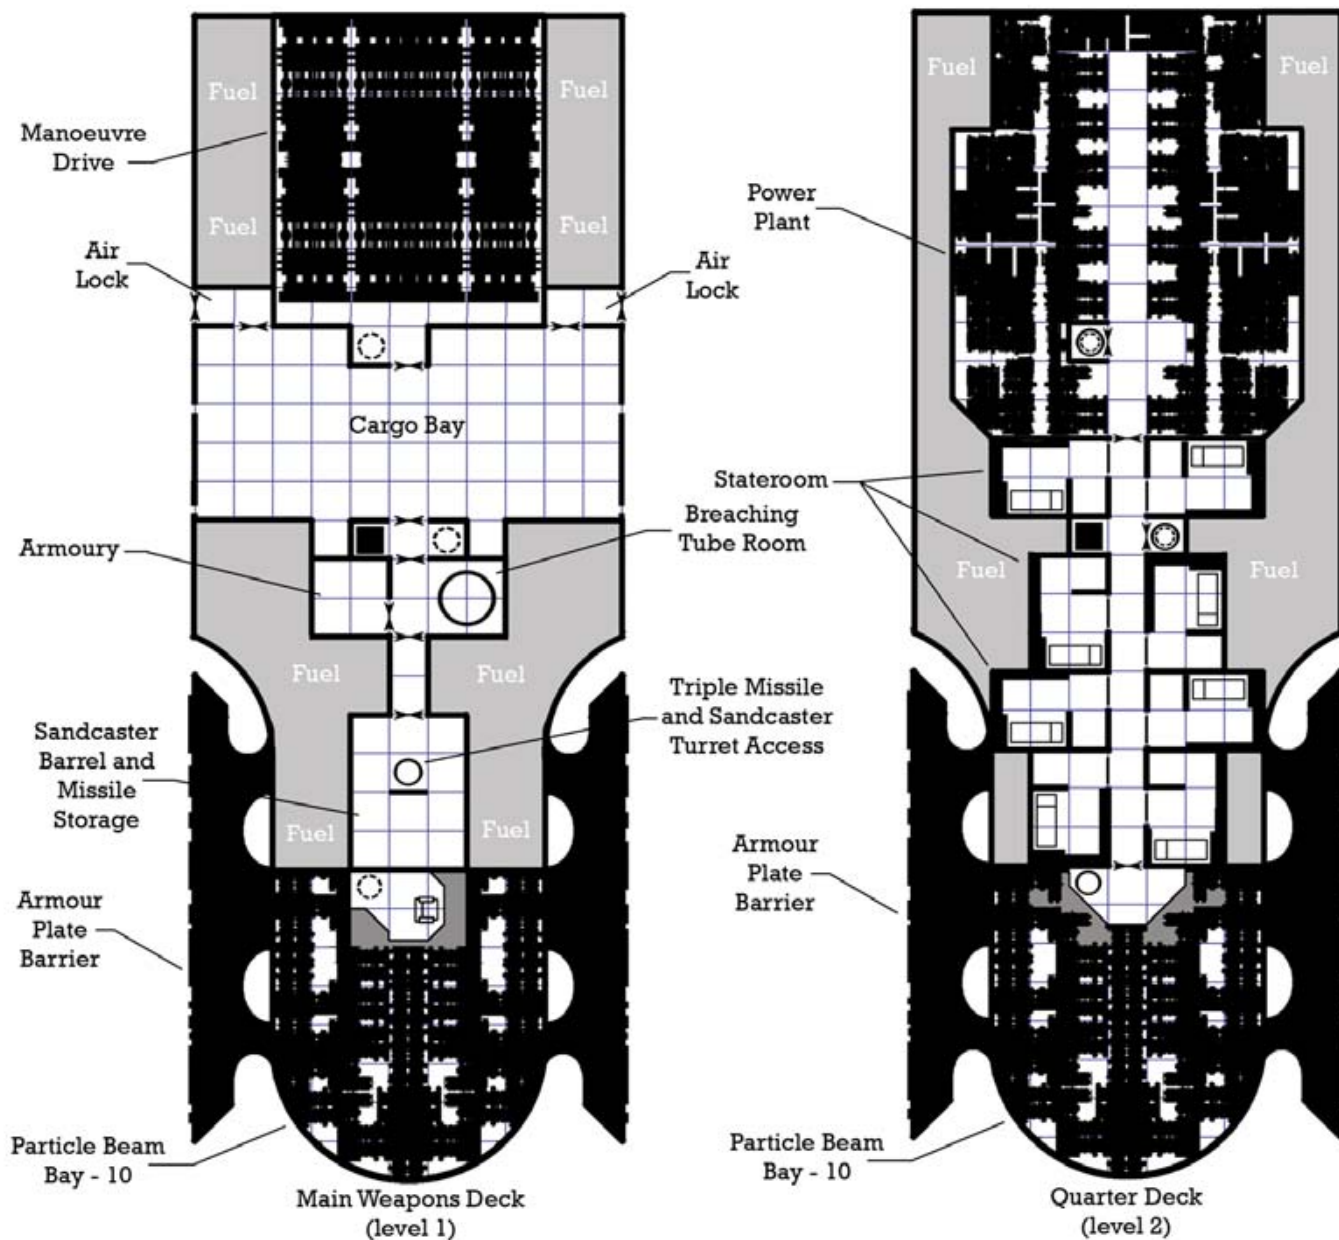 Fuel
Fuel
Manoeuvre
Drive
Fuel
Fuel
Air
Lock
Air
Lock
Cargo Bay
Armoury
Breaching
Tube Room
Fuel
Fuel
Triple Missile
and Sandcaster
Turret Access
Sandcaster
Barrel and
Missile
Storage
Fuel
Fuel
Armour
Plate
Barrier
Particle Beam
Bay - 10
Main Weapons Deck
(level 1)
Fuel
Fuel
Power
Plant
Stateroom
Fuel
Fuel
Armour
Plate
Barrier
Particle Beam
Bay - 10
Quarter Deck
(level 2)